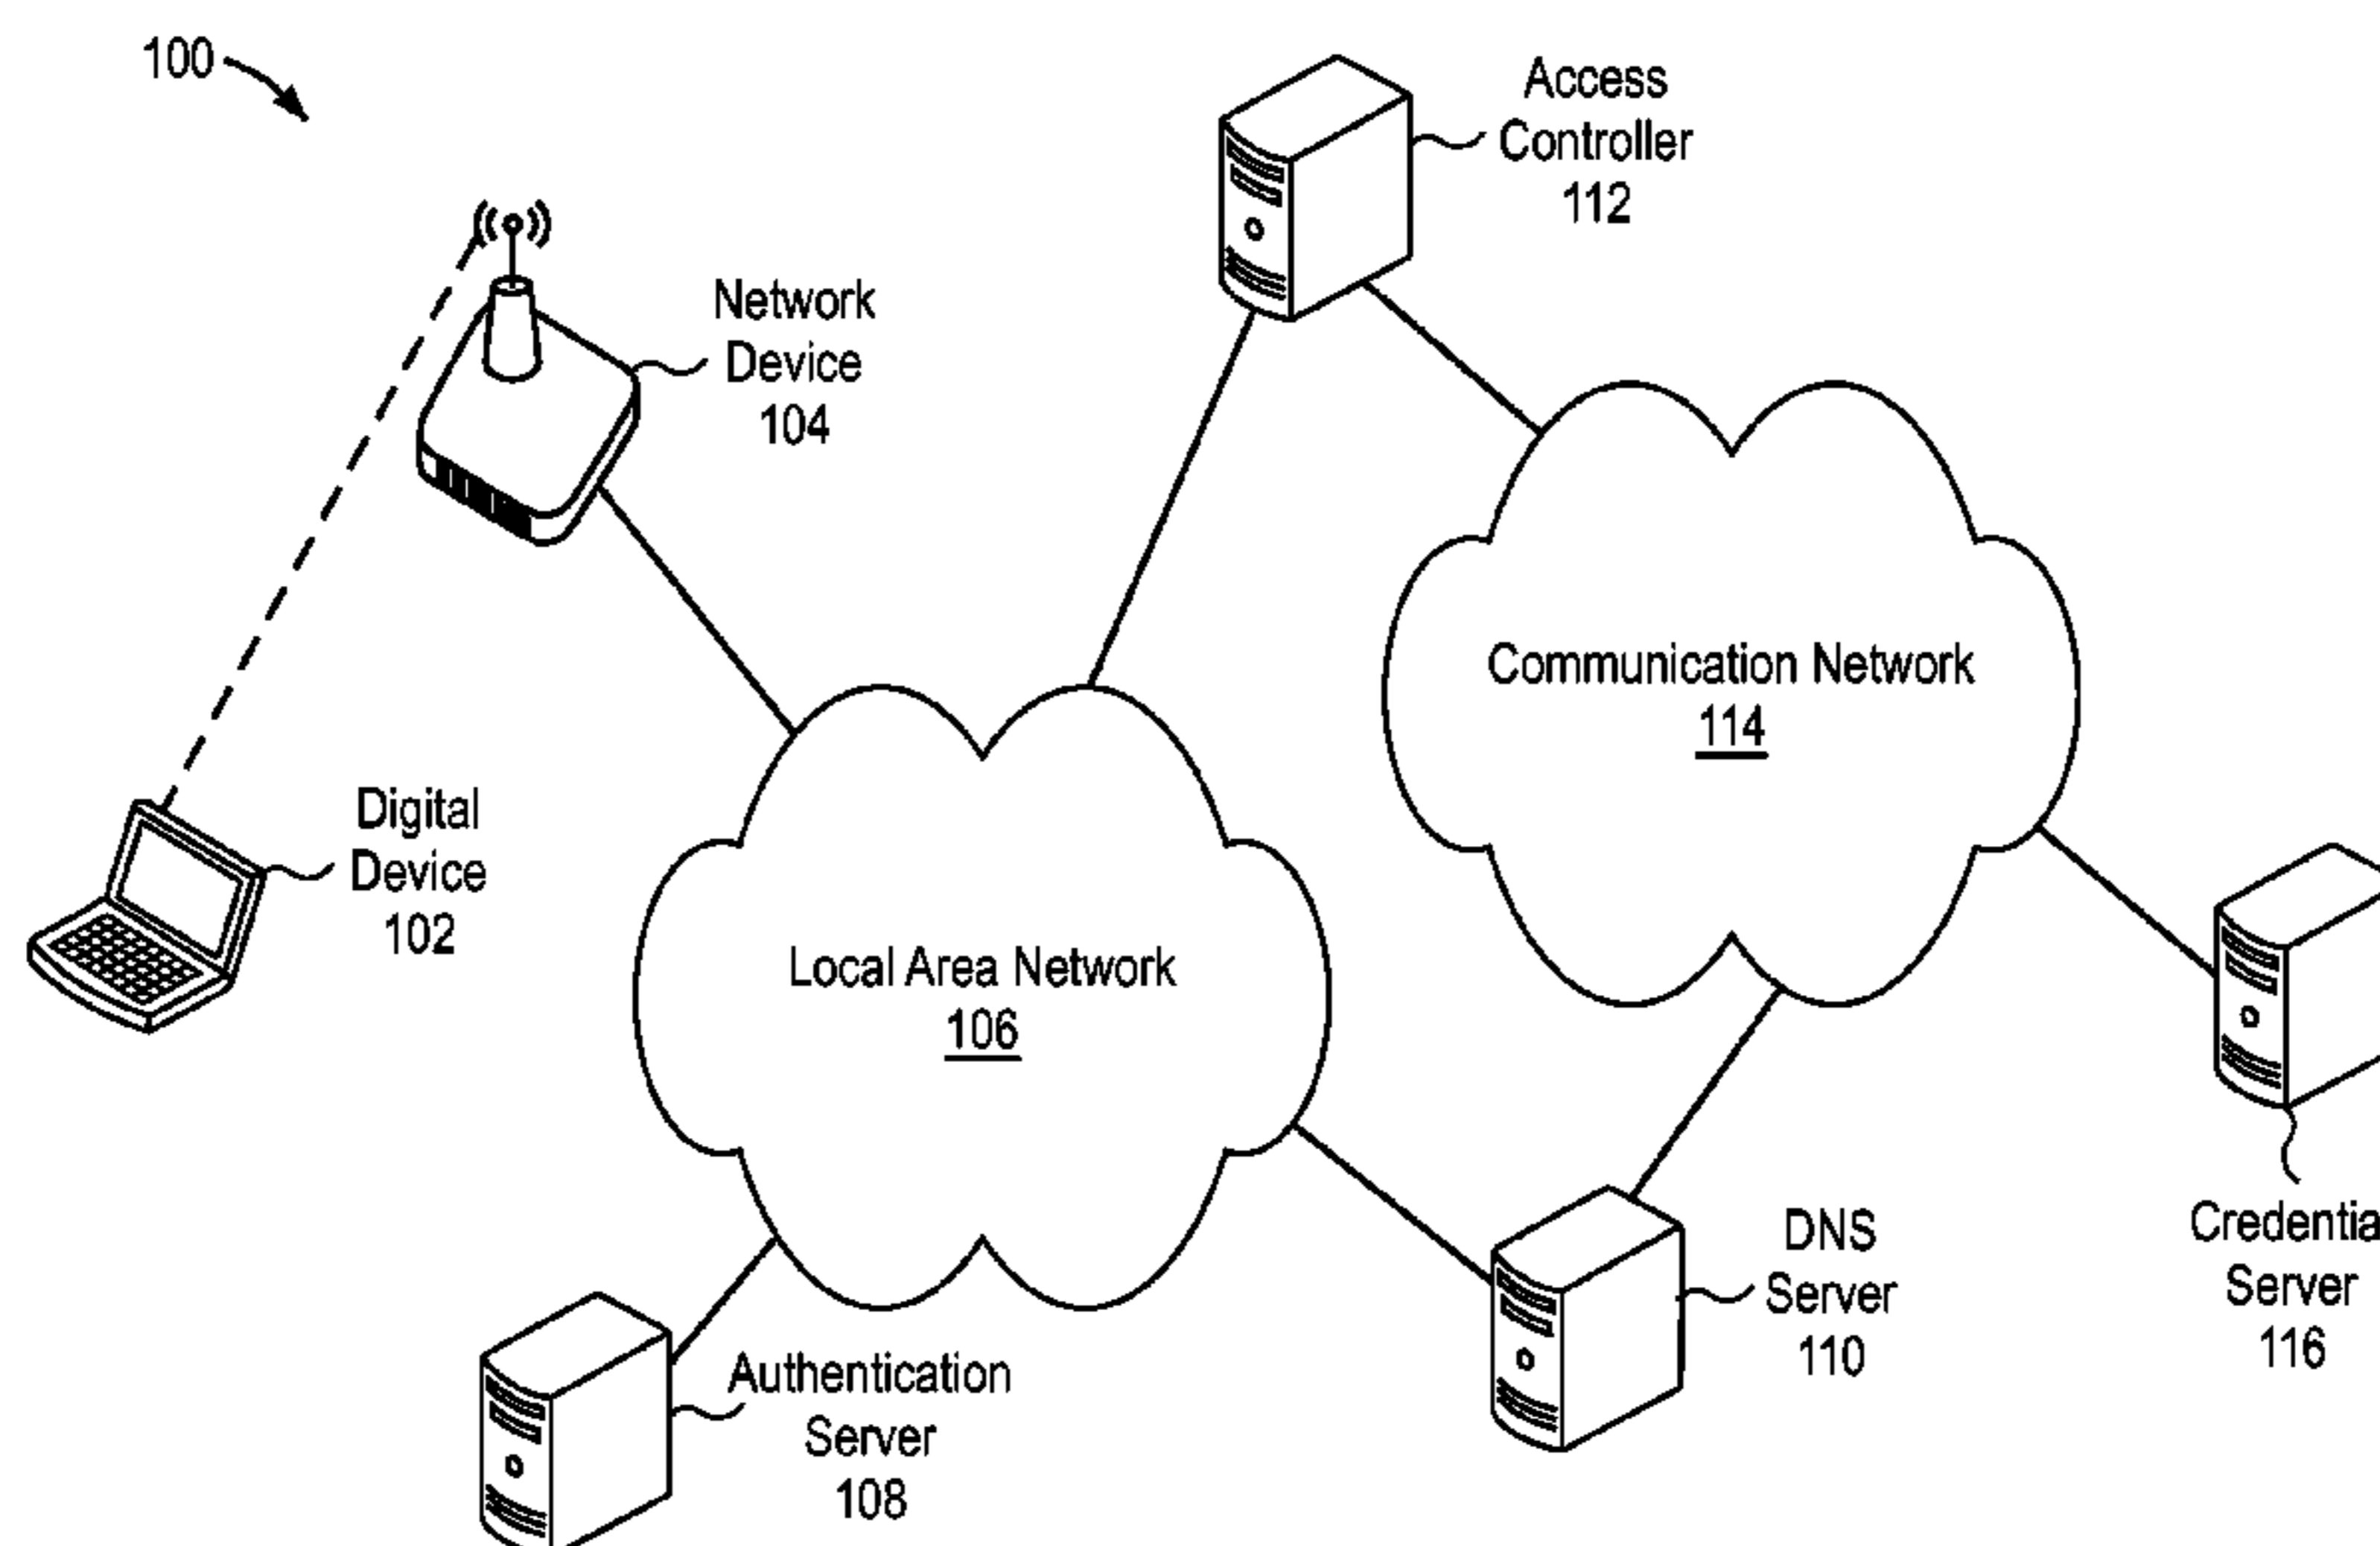 100
Access
Controller
112
Network
Device
104
Communication Network
114
Digital
Device
102
Local Area Network
106
DNS
Server
110
Credentia
Server
116
Authentication
Server
108